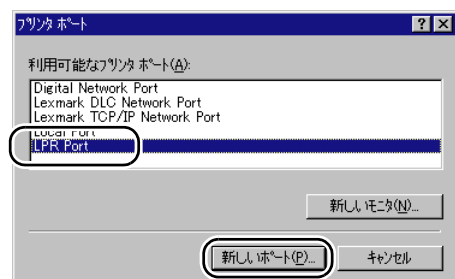 プリンタ ポート
利用可能なプリンタ ポート(A):
Digital Network Port
Lexmark DLC Network Port
Lexmark TCP/IP Network Port
Local Port
LPR Port
新しいモニタ(N)...
新しいポート(P)...
キャンセル